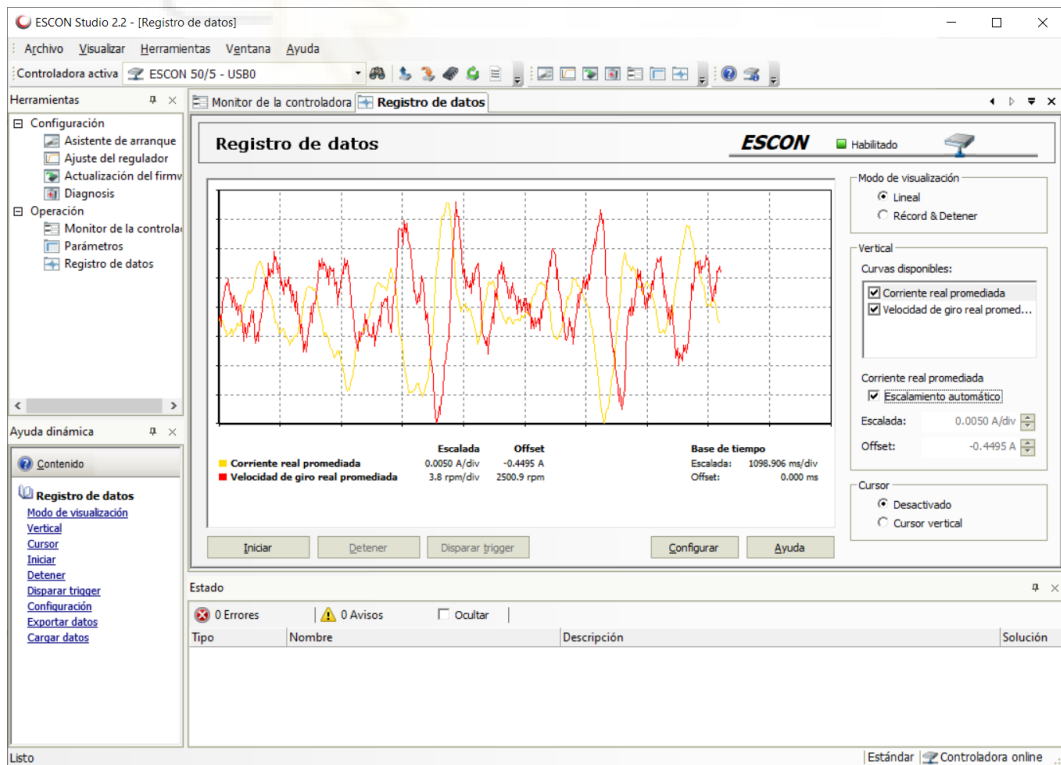 ESCON Studio 2.2 - [Registro de datos]
Archivo Visualizar Herramientas Ventana Ayuda
Controladora activa ESCON 50/5 - USB0
Herramientas
Configuración
Asistente de arranque
Ajuste del regulador
Actualización del firmw
Diagnosis
Operación
Monitor de la controla
Parámetros
Registro de datos
Ayuda dinámica
Contenido
Registro de datos
Modo de visualización
Vertical
Cursor
Iniciar
Detener
Disparar trigger
Configuración
Exportar datos
Cargar datos
Monitor de la controladora Registro de datos
Registro de datos
ESCON Habilitado
Escalada Offset Base de tiempo
Corriente real promediada 0.0050 A/div -0.4495 A Escalada: 1098.906 ms/div
Velocidad de giro real promediada 3.8 rpm/div 2500.9 rpm Offset: 0.000 ms
Iniciar Detener Disparar trigger Configurar Ayuda
Modo de visualización
Lineal
Récord & Detener
Vertical
Curvas disponibles:
Corriente real promediada
Velocidad de giro real promed...
Corriente real promediada
Escalamiento automático
Escalada: 0.0050 A/div
Offset: -0.4495 A
Cursor
Desactivado
Cursor vertical
Estado
0 Errores 0 Avisos Ocultar
Tipo Nombre Descripción Solución
Listo Estándar Controladora online